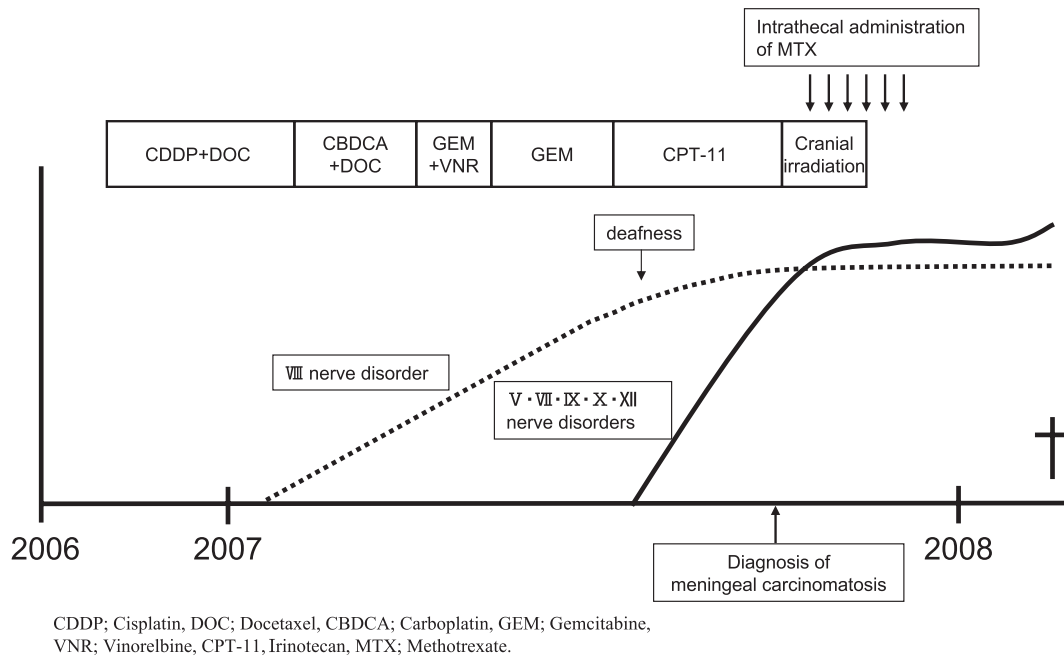 Intrathecal administration
of MTX
CDDP+DOC
CBDCA
+DOC
GEM
+VNR
GEM
CPT-11
Cranial
irradiation
deafness
Ⅷ nerve disorder
Ⅴ・Ⅶ・Ⅸ・Ⅹ・Ⅻ
nerve disorders
2006
2007
2008
Diagnosis of
meningeal carcinomatosis
CDDP; Cisplatin, DOC; Docetaxel, CBDCA; Carboplatin, GEM; Gemcitabine,
VNR; Vinorelbine, CPT-11, Irinotecan, MTX; Methotrexate.